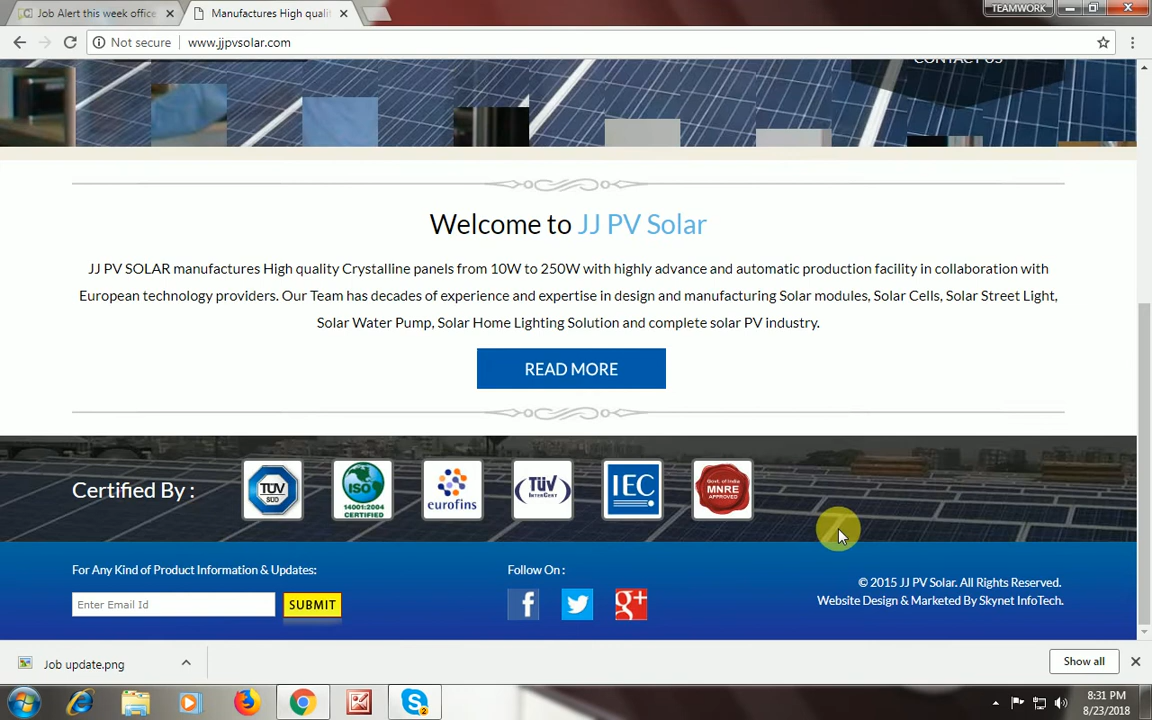 Job Alert this week office
Manufactures High quali
TEAMWORK
Not secure
www.jjpvsolar.com
CONTACT US
Welcome to JJ PV Solar
JJ PV SOLAR manufactures High quality Crystalline panels from 10W to 250W with highly advance and automatic production facility in collaboration with
European technology providers. Our Team has decades of experience and expertise in design and manufacturing Solar modules, Solar Cells, Solar Street Light,
Solar Water Pump, Solar Home Lighting Solution and complete solar PV industry.
READ MORE
Certified By :
TÜV
SÜD
ISO
14001:2004
CERTIFIED
eurofins
TÜV
INTERCERT
IEC
Govt. of India
MNRE
APPROVED
For Any Kind of Product Information & Updates:
Enter Email Id
SUBMIT
Follow On :
f
g+
© 2015 JJ PV Solar. All Rights Reserved.
Website Design & Marketed By Skynet InfoTech.
Job update.png
Show all
2
8:31 PM
8/23/2018